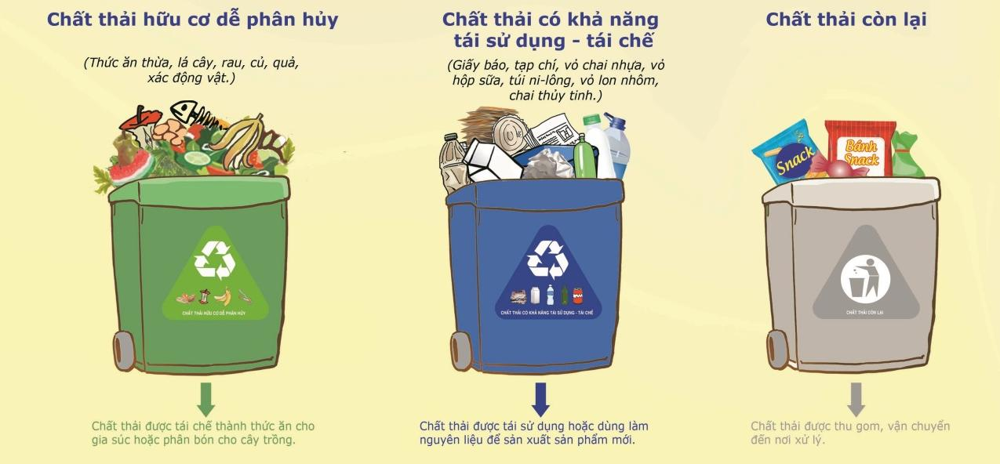 Chất thải hữu cơ dễ phân hủy
(Thức ăn thừa, lá cây, rau, củ, quả,
xác động vật.)
CHẤT THẢI HỮU CƠ DỄ PHÂN HỦY
Chất thải được tái chế thành thức ăn cho
gia súc hoặc phân bón cho cây trồng.
Chất thải có khả năng
tái sử dụng - tái chế
(Giấy báo, tạp chí, vỏ chai nhựa, vỏ
hộp sữa, túi ni-lông, vỏ lon nhôm,
chai thủy tinh.)
CHẤT THẢI CÓ KHẢ NĂNG TÁI SỬ DỤNG - TÁI CHẾ
Chất thải được tái sử dụng hoặc dùng làm
nguyên liệu để sản xuất sản phẩm mới.
Chất thải còn lại
Snack
Bánh
Snack
CHẤT THẢI CÒN LẠI
Chất thải được thu gom, vận chuyển
đến nơi xử lý.